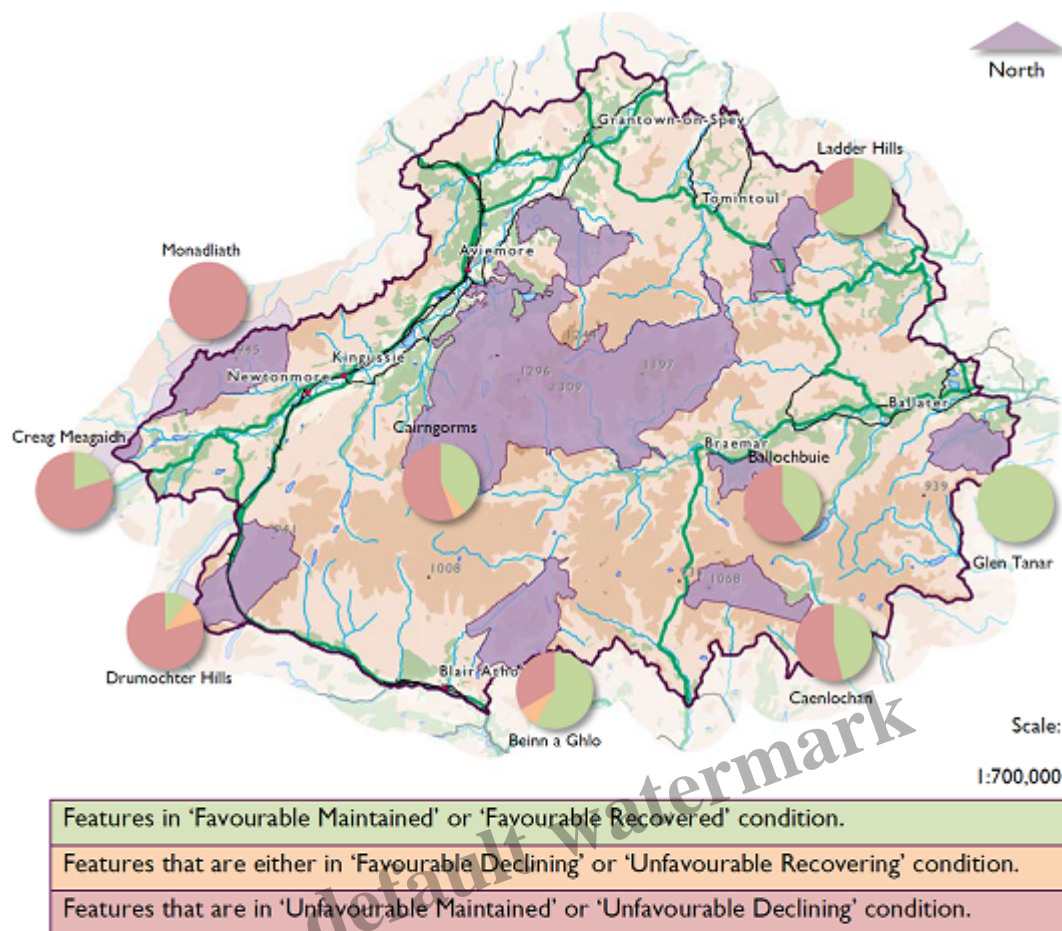 North
Grantown-on-Spey
Ladder Hills
Tomintoul
Monadliath
Aviemore
1296
1309
1197
Kingussie
Newtonmore
Ballater
Creag Meagaidh
Cairngorms
Braemar
Ballochbuie
939
Glen Tanar
1008
1068
Drumochter Hills
Blair Atho
Caenlochan
Beinn a Ghlo
Scale:
1:700,000
default watermark
Features in ‘Favourable Maintained’ or ‘Favourable Recovered’ condition.
Features that are either in ‘Favourable Declining’ or ‘Unfavourable Recovering’ condition.
Features that are in ‘Unfavourable Maintained’ or ‘Unfavourable Declining’ condition.